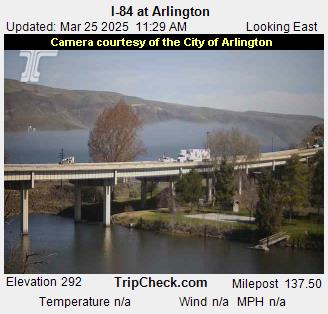 I-84 at Arlington
Updated: Mar 25 2025 11:29 AM Looking East
Camera courtesy of the City of Arlington
Elevation 292 TripCheck.com Milepost 137.50
Temperature n/a Wind n/a MPH n/a